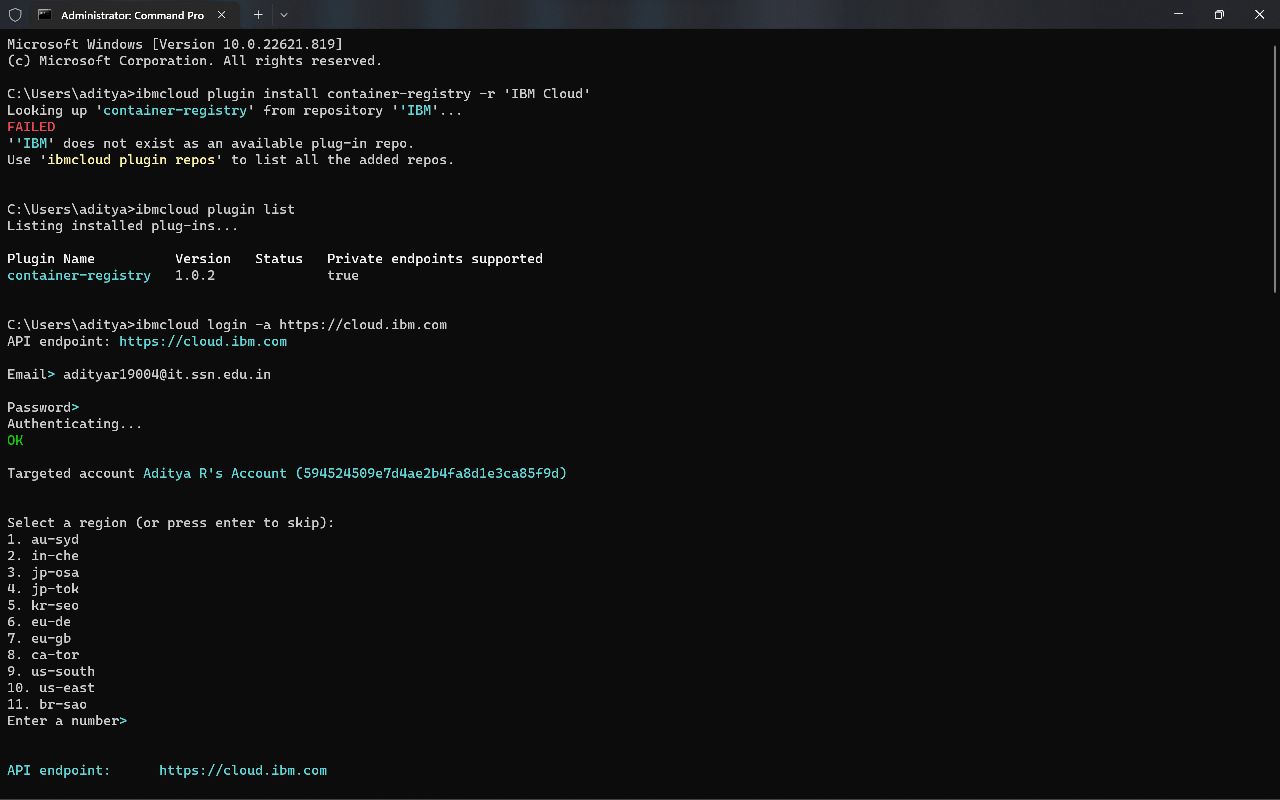 Administrator: Command Pro
Microsoft Windows [Version 10.0.22621.819]
(c) Microsoft Corporation. All rights reserved.
C:\Users\aditya>ibmcloud plugin install container-registry -r 'IBM Cloud'
Looking up 'container-registry' from repository ''IBM'...
FAILED
''IBM' does not exist as an available plug-in repo.
Use 'ibmcloud plugin repos' to list all the added repos.
C:\Users\aditya>ibmcloud plugin list
Listing installed plug-ins...
Plugin Name Version Status Private endpoints supported
container-registry 1.0.2 true
C:\Users\aditya>ibmcloud login -a https://cloud.ibm.com
API endpoint: https://cloud.ibm.com
Email> adityar19004@it.ssn.edu.in
Password>
Authenticating...
OK
Targeted account Aditya R's Account (594524509e7d4ae2b4fa8d1e3ca85f9d)
Select a region (or press enter to skip):
1. au-syd
2. in-che
3. jp-osa
4. jp-tok
5. kr-seo
6. eu-de
7. eu-gb
8. ca-tor
9. us-south
10. us-east
11. br-sao
Enter a number>
API endpoint: https://cloud.ibm.com